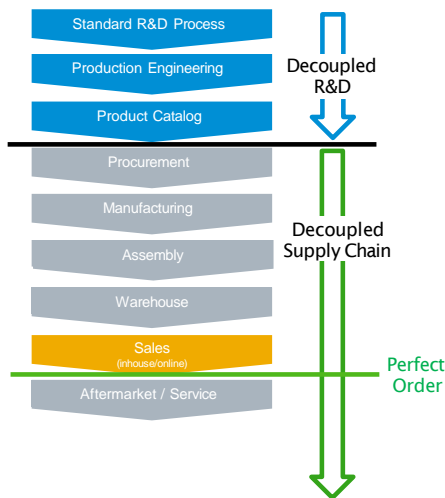 Standard R&D Process
Production Engineering
Decoupled
R&D
Product Catalog
Procurement
Manufacturing
Decoupled
Supply Chain
Assembly
Warehouse
Sales
(inhouse/online)
Perfect
Order
Aftermarket / Service